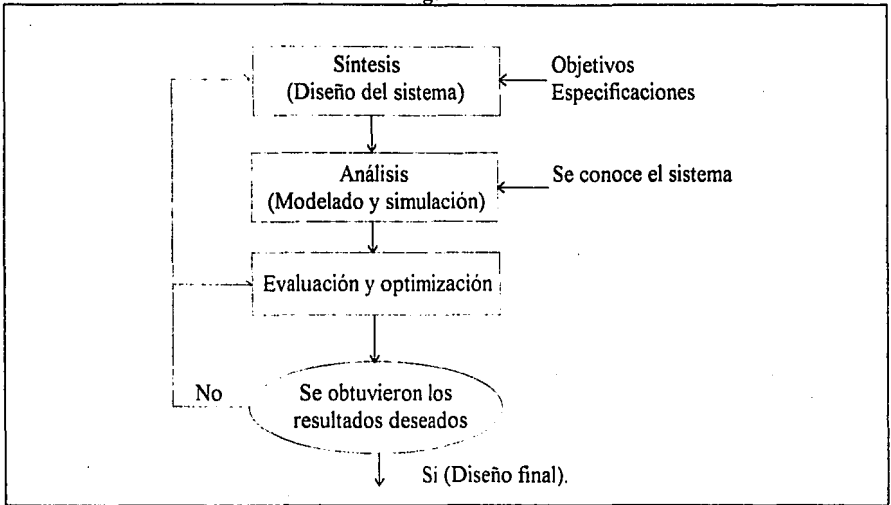 Síntesis
(Diseño del sistema)
Objetivos
Especificaciones
Análisis
(Modelado y simulación)
Se conoce el sistema
Evaluación y optimización
No
Se obtuvieron los
resultados deseados
Si (Diseño final).